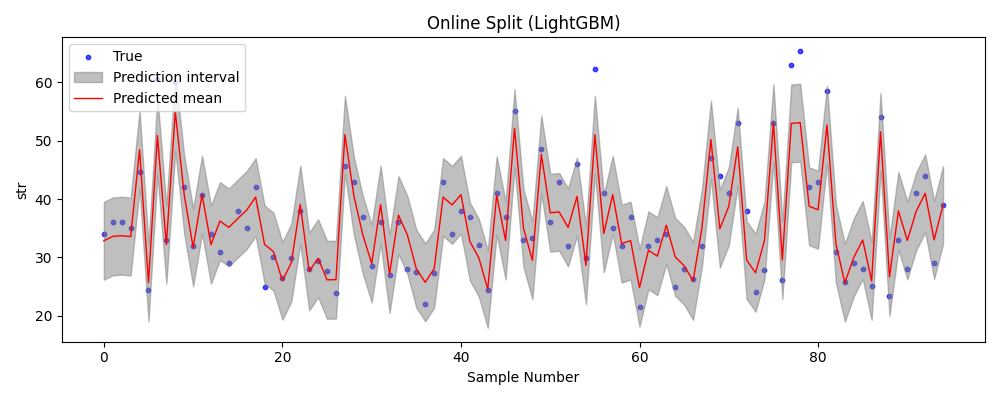 Online Split (LightGBM)
True
Prediction interval
Predicted mean
60
50
40
30
20
str
0 20 40 60 80
Sample Number